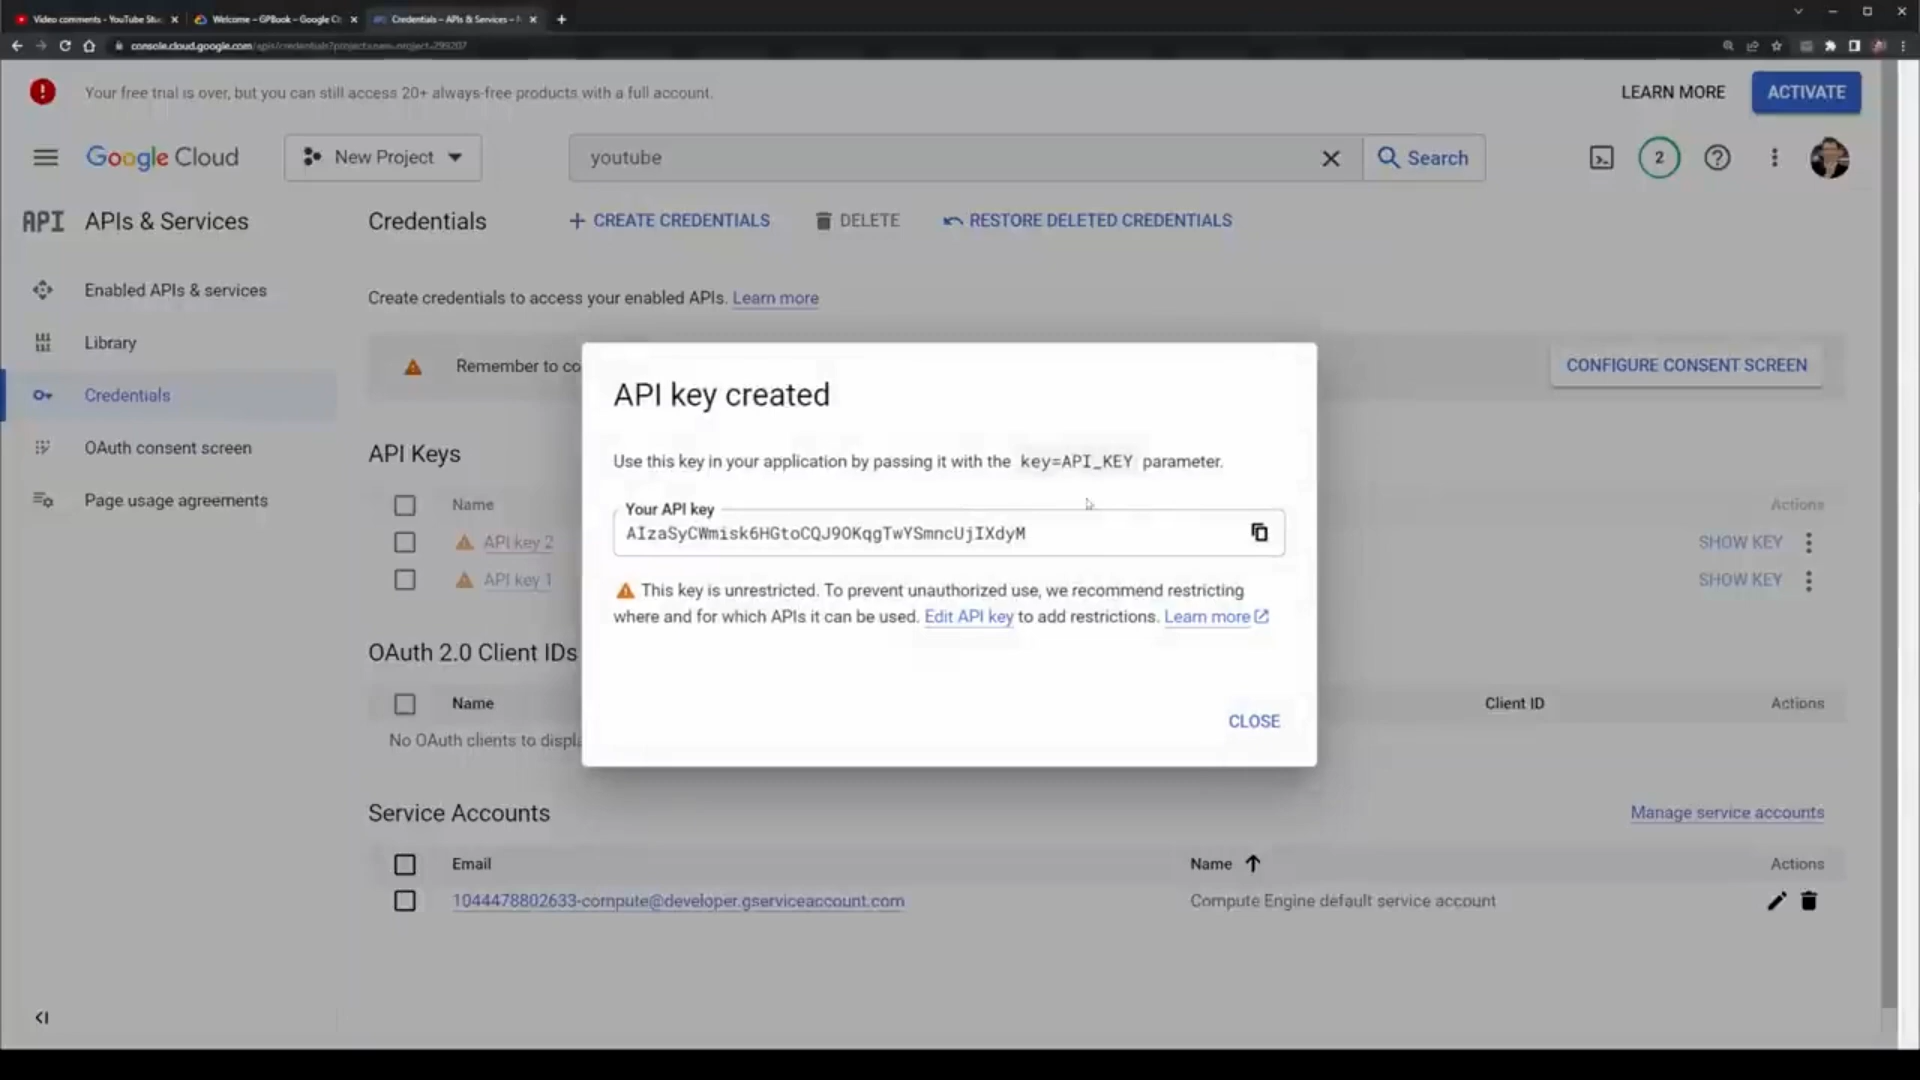 Video comments - YouTube Stu
Welcome – GPBook – Google Cl
Credentials – APIs & Services –
console.cloud.google.com/apis/credentials
Your free trial is over, but you can still access 20+ always-free products with a full account.
LEARN MORE
ACTIVATE
Google Cloud
New Project
youtube
Search
2
API APIs & Services
Credentials
CREATE CREDENTIALS
DELETE
RESTORE DELETED CREDENTIALS
Enabled APIs & services
Library
Credentials
OAuth consent screen
Page usage agreements
Create credentials to access your enabled APIs. Learn more
Remember to co
CONFIGURE CONSENT SCREEN
API Keys
Name
Actions
API key 2
SHOW KEY
API key 1
SHOW KEY
API key created
Use this key in your application by passing it with the key=API_KEY parameter.
Your API key
AIzaSyCWmisk6HGtoCQJ9OKqgTwYSmncUjIXdyM
This key is unrestricted. To prevent unauthorized use, we recommend restricting
where and for which APIs it can be used. Edit API key to add restrictions. Learn more
CLOSE
OAuth 2.0 Client IDs
Name
Client ID
Actions
No OAuth clients to displa
Service Accounts
Manage service accounts
Email
Name
Actions
1044478802633-compute@developer.gserviceaccount.com
Compute Engine default service account